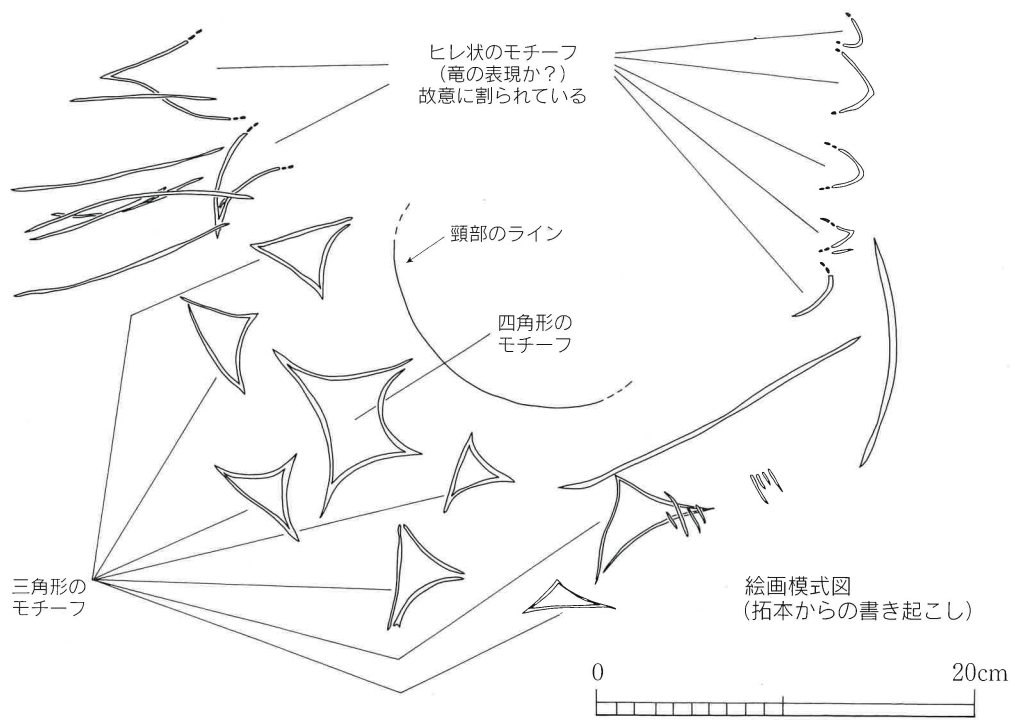 ヒレ状のモチーフ
（竜の表現か？）
故意に割られている
頸部のライン
四角形の
モチーフ
三角形の
モチーフ
絵画模式図
（拓本からの書き起こし）
0
20cm